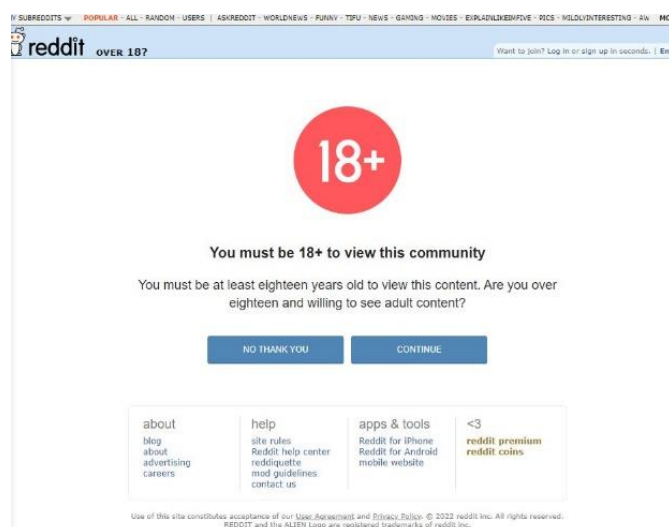 Y SUBREDDITS POPULAR - ALL - RANDOM - USERS | ASKREDDIT - WORLDNEWS - FUNNY - TIFU - NEWS - GAMING - MOVIES - EXPLAINLIKEIMFIVE - PICS - MILDLYINTERESTING - AW MO
reddit OVER 18?
Want to join? Log in or sign up in seconds. | En
18+
You must be 18+ to view this community
You must be at least eighteen years old to view this content. Are you over
eighteen and willing to see adult content?
NO THANK YOU CONTINUE
about
blog
about
advertising
careers
help
site rules
Reddit help center
reddiquette
mod guidelines
contact us
apps & tools
Reddit for iPhone
Reddit for Android
mobile website
<3
reddit premium
reddit coins
Use of this site constitutes acceptance of our User Agreement and Privacy Policy. © 2022 reddit inc. All rights reserved.
REDDIT and the ALIEN Logo are registered trademarks of reddit inc.